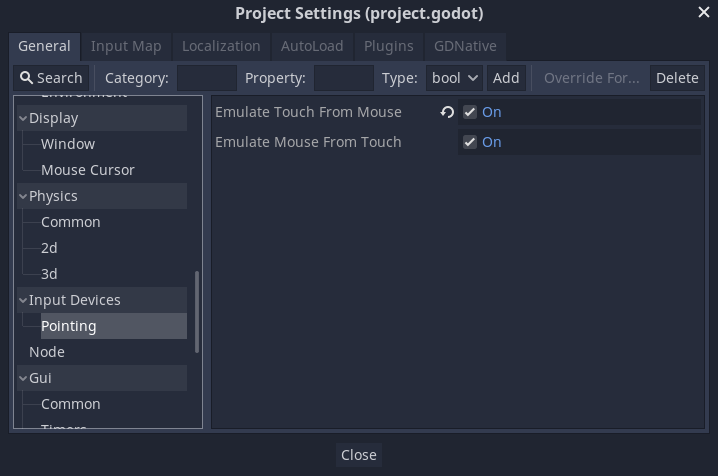 Project Settings (project.godot)
General Input Map Localization AutoLoad Plugins GDNative
Search Category: Property: Type: bool Add Override For... Delete
Environment
Display
Window
Mouse Cursor
Physics
Common
2d
3d
Input Devices
Pointing
Node
Gui
Common
Timers
Emulate Touch From Mouse On
Emulate Mouse From Touch On
Close